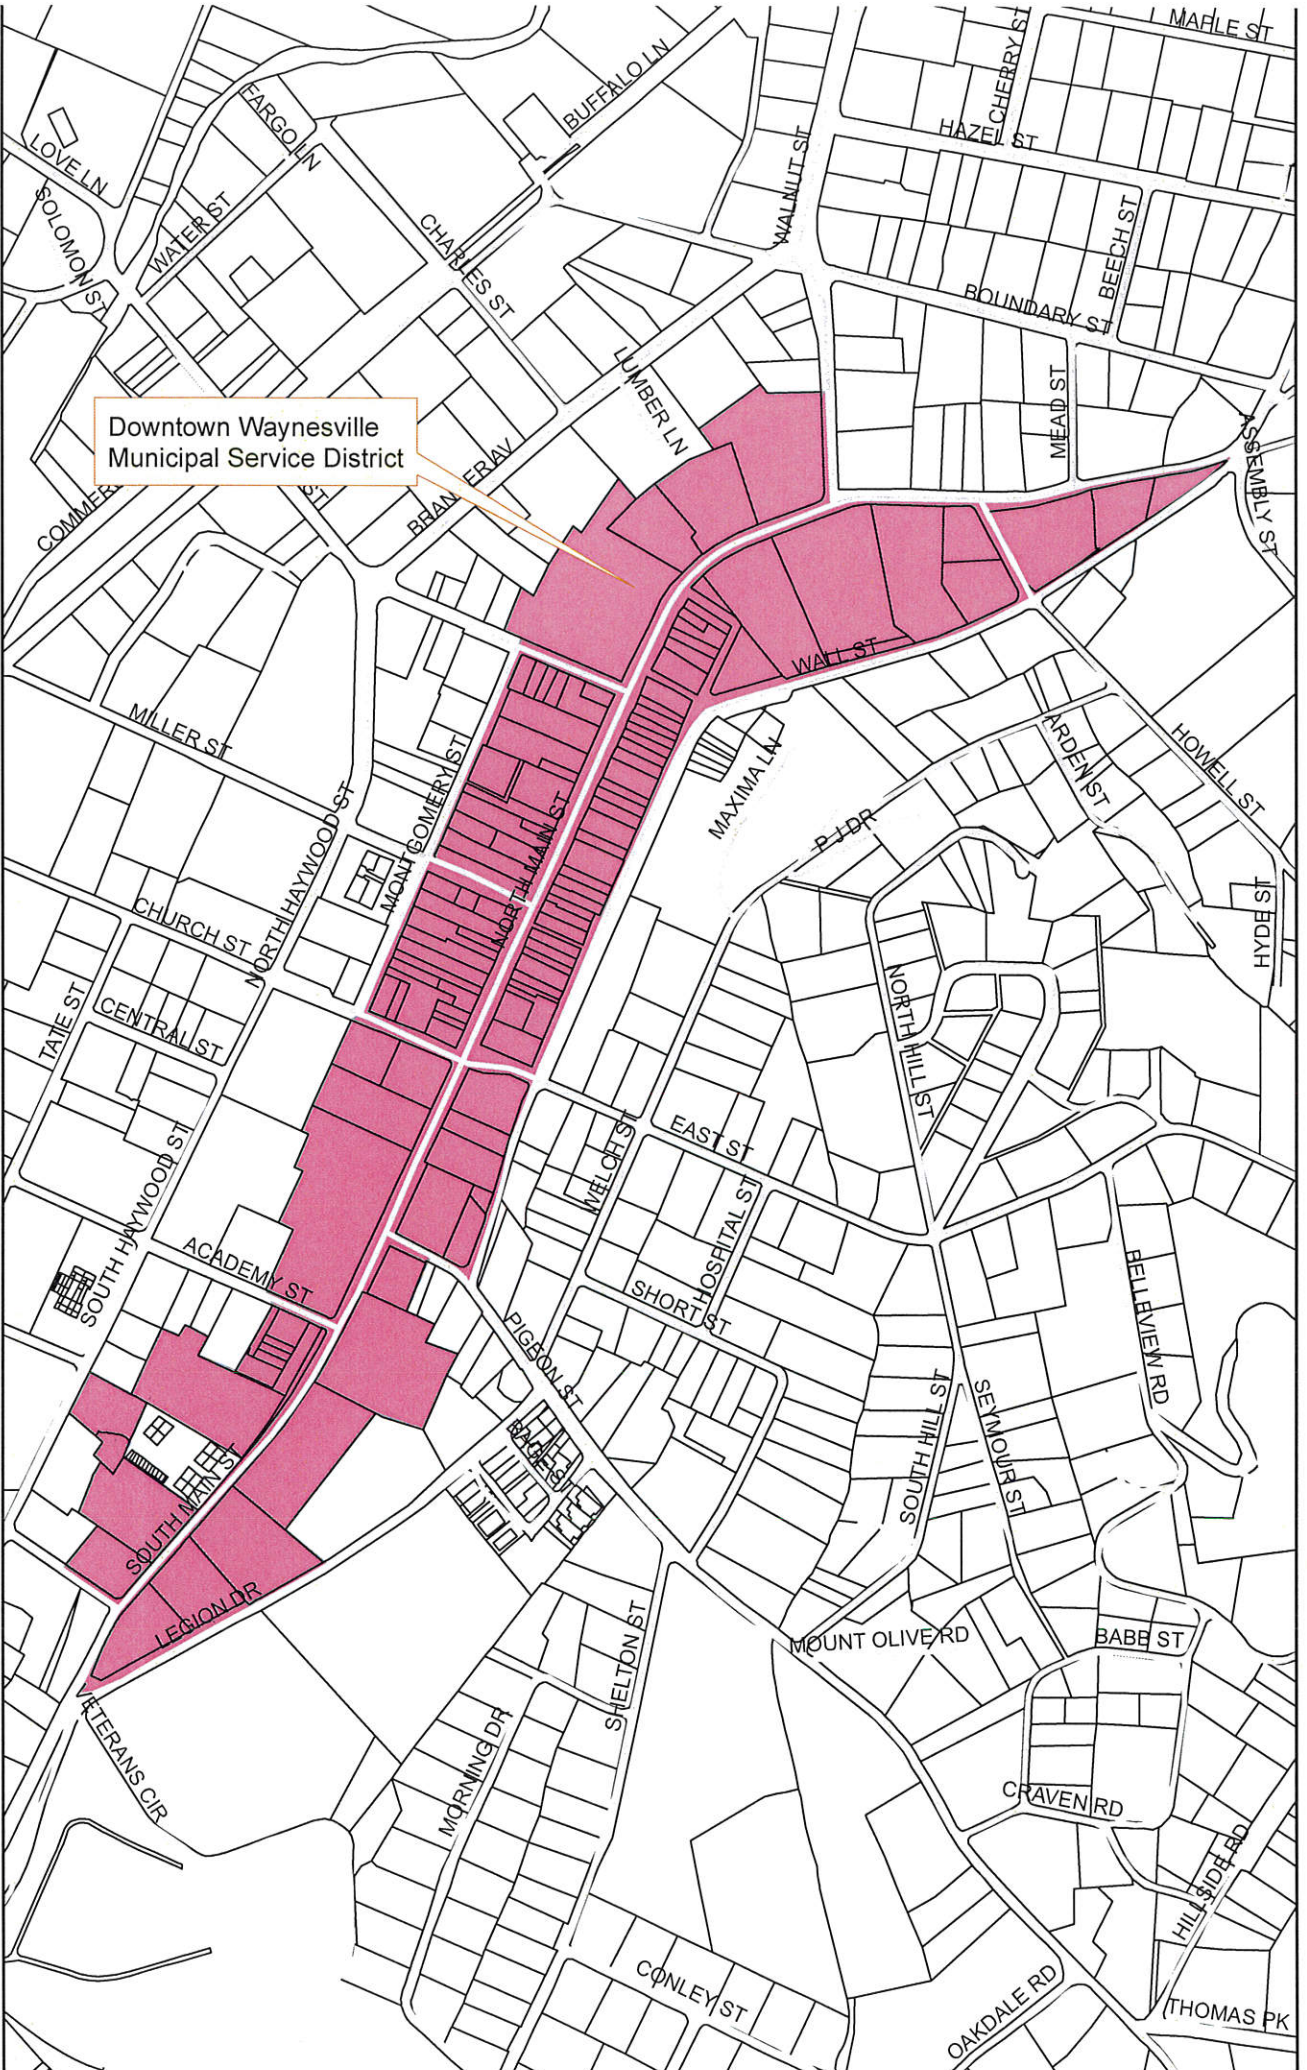 MAPLE ST
CHERRY ST
BUFFALO LN
FARGO LN
HAZEL ST
LOVE LN
WALNUT ST
SOLOMON ST
WATER ST
CHARLES ST
BEECH ST
BOUNDARY ST
LUMBER LN
MEAD ST
Downtown Waynesville
Municipal Service District
ASSEMBLY ST
ST
WALL ST
MILLER ST
MONTGOMERY ST
MAXIMA LN
ARDEN ST
HOWELL ST
P J DR
NORTH MAIN ST
NORTH HAYWOOD ST
CHURCH ST
HYDE ST
TATE ST
CENTRAL ST
NORTH HILL ST
EAST ST
WELCH ST
SOUTH HAYWOOD ST
HOSPITAL ST
ACADEMY ST
SHORT ST
BELLEVIEW RD
PIGEON ST
SOUTH HILL ST
SEYMOUR ST
SOUTH MAIN ST
LEGION DR
SHELTON ST
MOUNT OLIVE RD
BABB ST
ETERANS CIR
MORNING DR
CRAVEN RD
HILLSIDE RD
CONLEY ST
OAKDALE RD
THOMAS PK